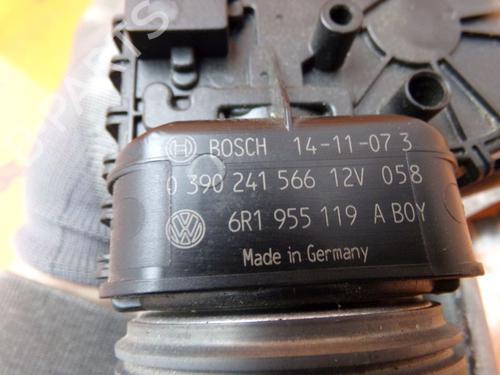 BOSCH 14-11-07 3
0 390 241 566 12V 058
6R1 955 119 A BOY
Made in Germany